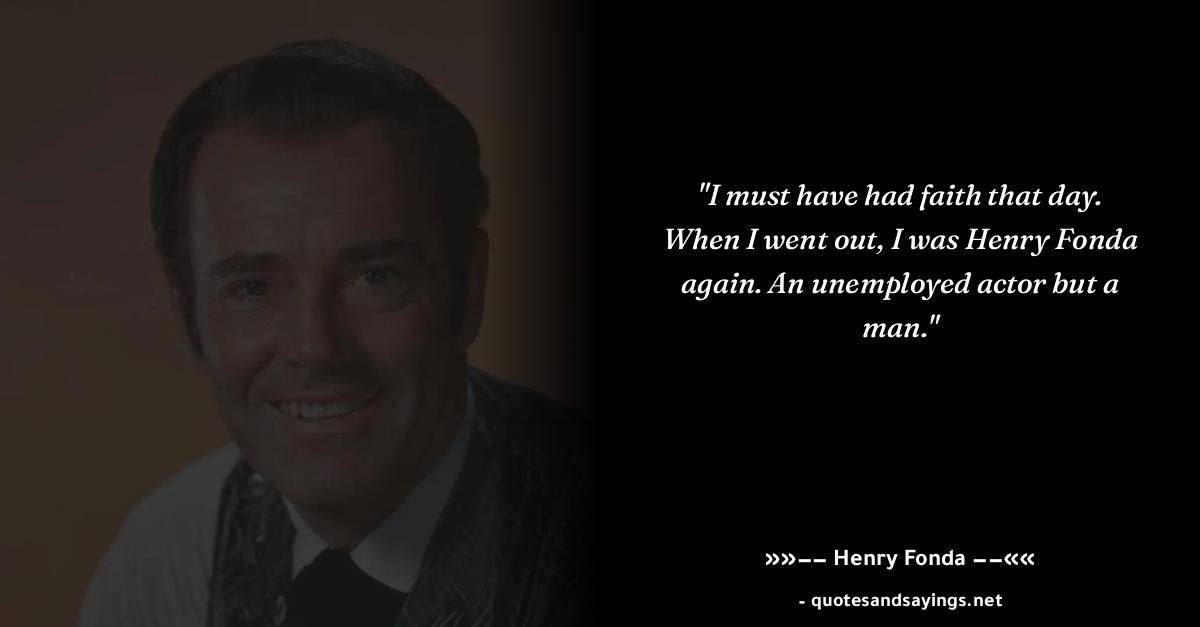 "I must have had faith that day.
When I went out, I was Henry Fonda
again. An unemployed actor but a
man."
»»−− Henry Fonda −−««
- quotesandsayings.net